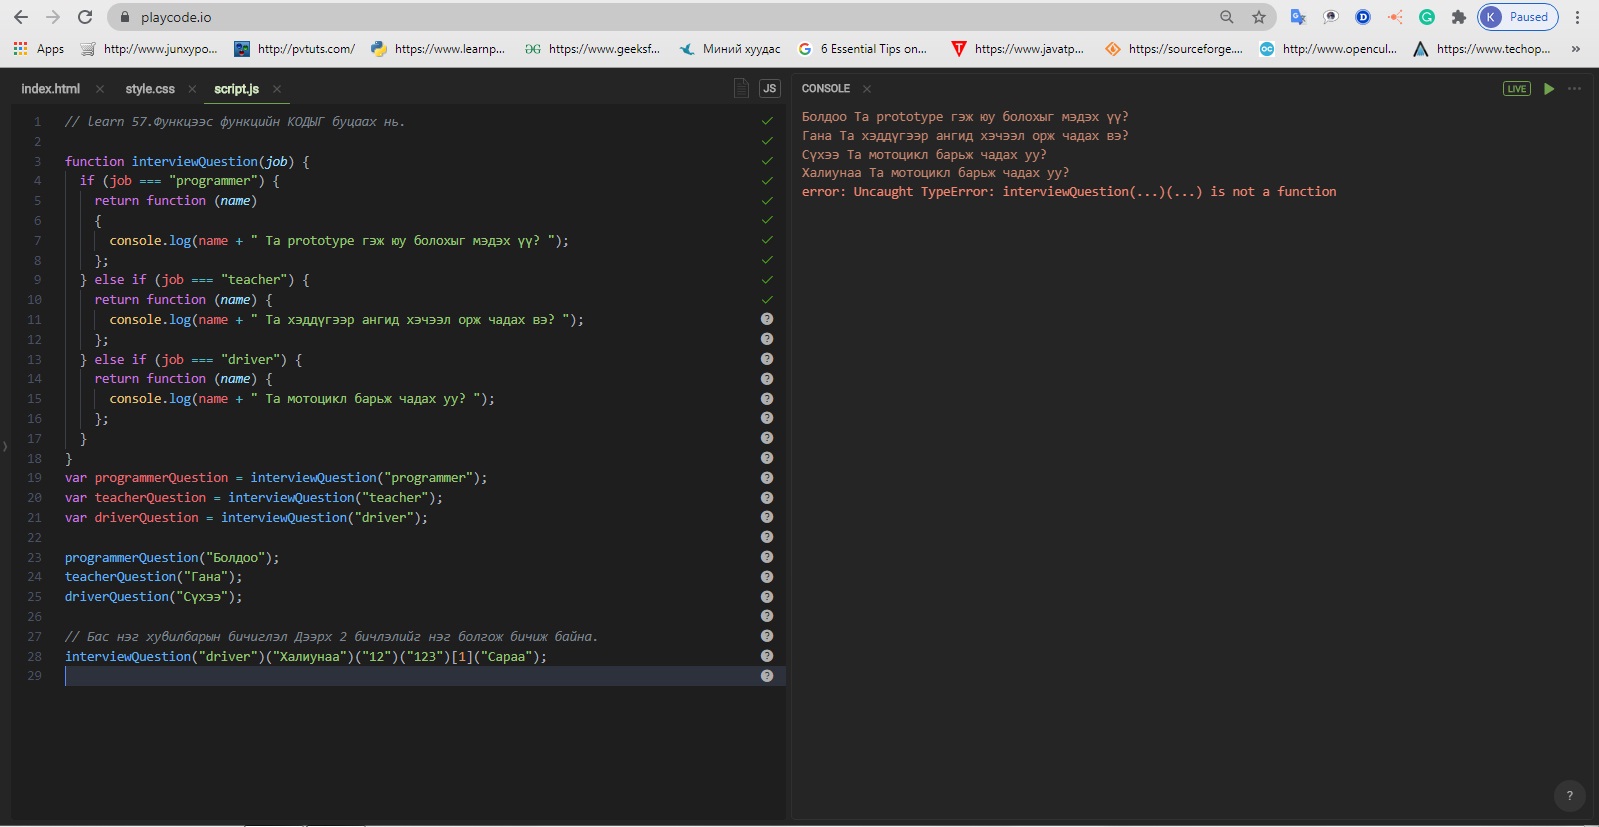 playcode.io
Paused
Apps
http://www.junxypo...
http://pvtuts.com/
https://www.learnp...
https://www.geeksf...
Миний хуудас
6 Essential Tips on...
https://www.javatp...
https://sourceforge....
http://www.opencul...
https://www.techop...
»
index.html
style.css
script.js
JS
1 // learn 57.Функцээс функцийн КОДЫГ буцаах нь.
2
3 function interviewQuestion(job) {
4 if (job === "programmer") {
5 return function (name)
6 {
7 console.log(name + " Та prototype гэж юу болохыг мэдэх үү? ");
8 };
9 } else if (job === "teacher") {
10 return function (name) {
11 console.log(name + " Та хэддүгээр ангид хэчээл орж чадах вэ? ");
12 };
13 } else if (job === "driver") {
14 return function (name) {
15 console.log(name + " Та мотоцикл барьж чадах уу? ");
16 };
17 }
18 }
19 var programmerQuestion = interviewQuestion("programmer");
20 var teacherQuestion = interviewQuestion("teacher");
21 var driverQuestion = interviewQuestion("driver");
22
23 programmerQuestion("Болдоо");
24 teacherQuestion("Гана");
25 driverQuestion("Сүхээ");
26
27 // Бас нэг хувилбарын бичиглэл Дээрх 2 бичлэлийг нэг болгож бичиж байна.
28 interviewQuestion("driver")("Халиунаа")("12")("123")[1]("Сараа");
29
CONSOLE
LIVE
Болдоо Та prototype гэж юу болохыг мэдэх үү?
Гана Та хэддүгээр ангид хэчээл орж чадах вэ?
Сүхээ Та мотоцикл барьж чадах уу?
Халиунаа Та мотоцикл барьж чадах уу?
error: Uncaught TypeError: interviewQuestion(...)(...) is not a function
?